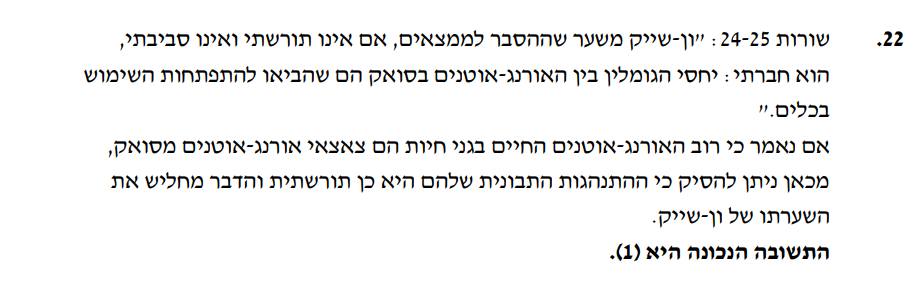 22. שורות 24-25: "ון-שייק משער שההסבר לממצאים, אם אינו תורשתי ואינו סביבתי,
הוא חברתי: יחסי הגומלין בין האורנג-אוטנים בסואק הם שהביאו להתפתחות השימוש
בכלים."
אם נאמר כי רוב האורנג-אוטנים החיים בגני חיות הם צאצאי אורנג-אוטנים מסואק,
מכאן ניתן להסיק כי ההתנהגות התבונית שלהם היא כן תורשתית והדבר מחליש את
השערתו של ון-שייק.
התשובה הנכונה היא (1).